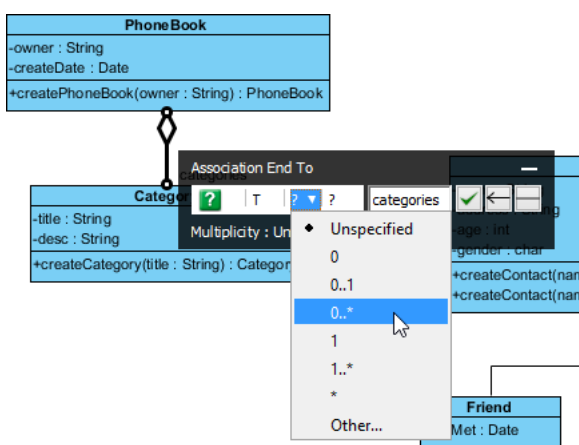 PhoneBook
-owner : String
-createDate : Date
+createPhoneBook(owner : String) : PhoneBook
Association End To
categories
? T ? ? categories
Multiplicity : Un
-title : String
-desc : String
+createCategory(title : String) : Categor
-age : int
-gender : char
+createContact(nam
+createContact(nam
Unspecified
0
0..1
0..*
1
1..*
*
Other...
Friend
Met : Date